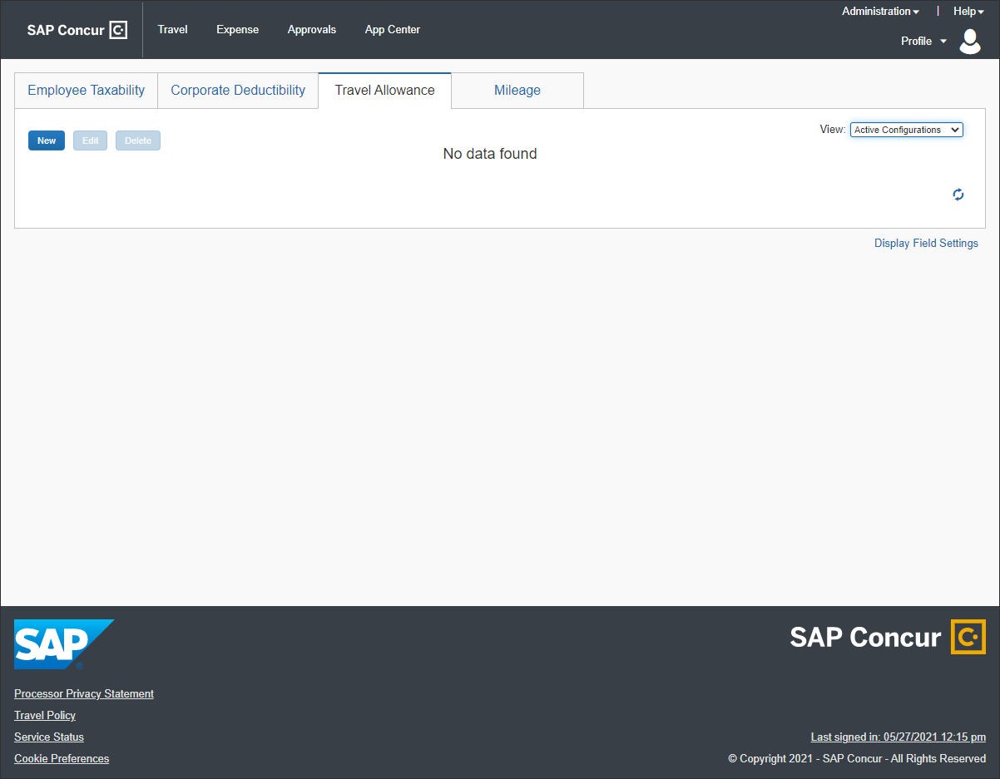 Administration | Help
SAP Concur C Travel Expense Approvals App Center
Profile
Employee Taxability Corporate Deductibility Travel Allowance Mileage
View: Active Configurations
New Edit Delete
No data found
Display Field Settings
SAP ®
SAP Concur C
Processor Privacy Statement
Travel Policy
Service Status
Last signed in: 05/27/2021 12:15 pm
Cookie Preferences
© Copyright 2021 - SAP Concur - All Rights Reserved